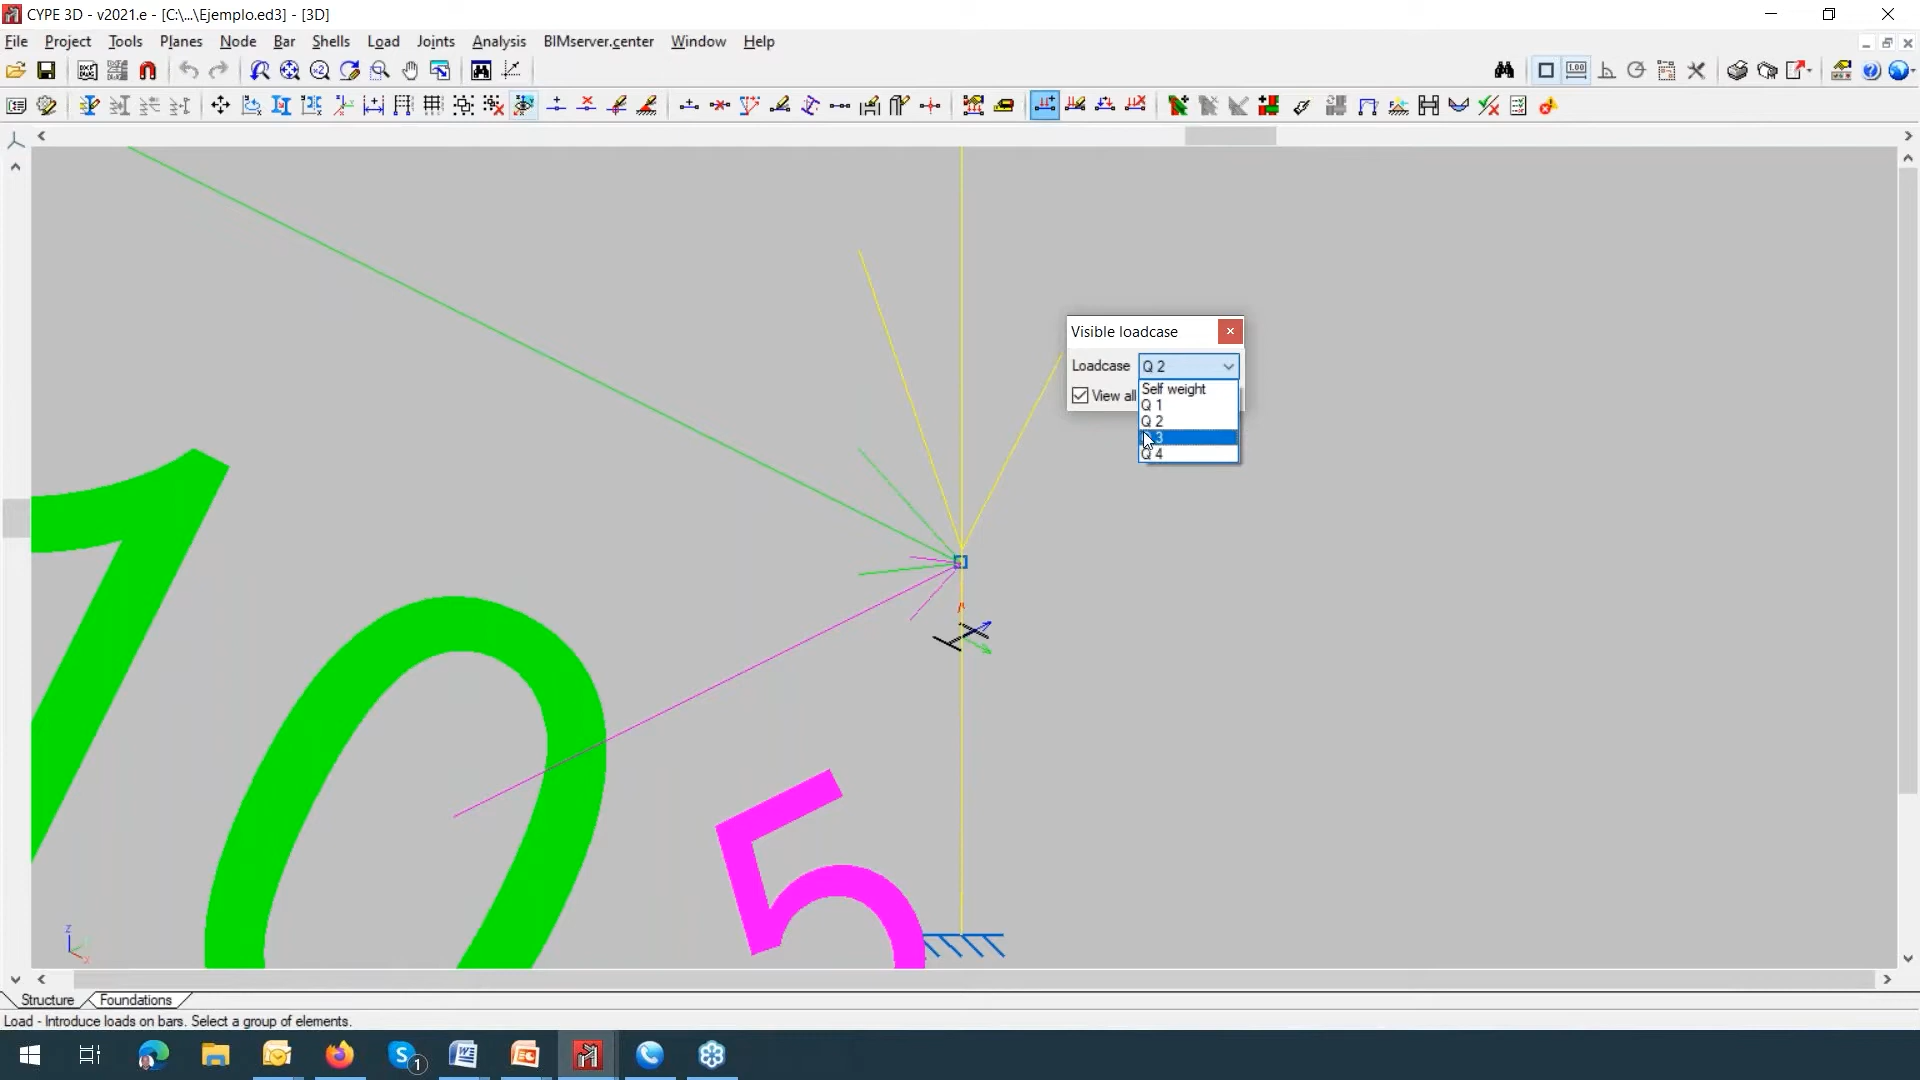 CYPE 3D - v2021.e - [C:\...\Ejemplo.ed3] - [3D]
File Project Tools Planes Node Bar Shells Load Joints Analysis BIMserver.center Window Help
Visible loadcase
Loadcase Q 2
View all
Self weight
Q 1
Q 2
3
Q 4
10
5
Structure Foundations
Load - Introduce loads on bars. Select a group of elements.
1